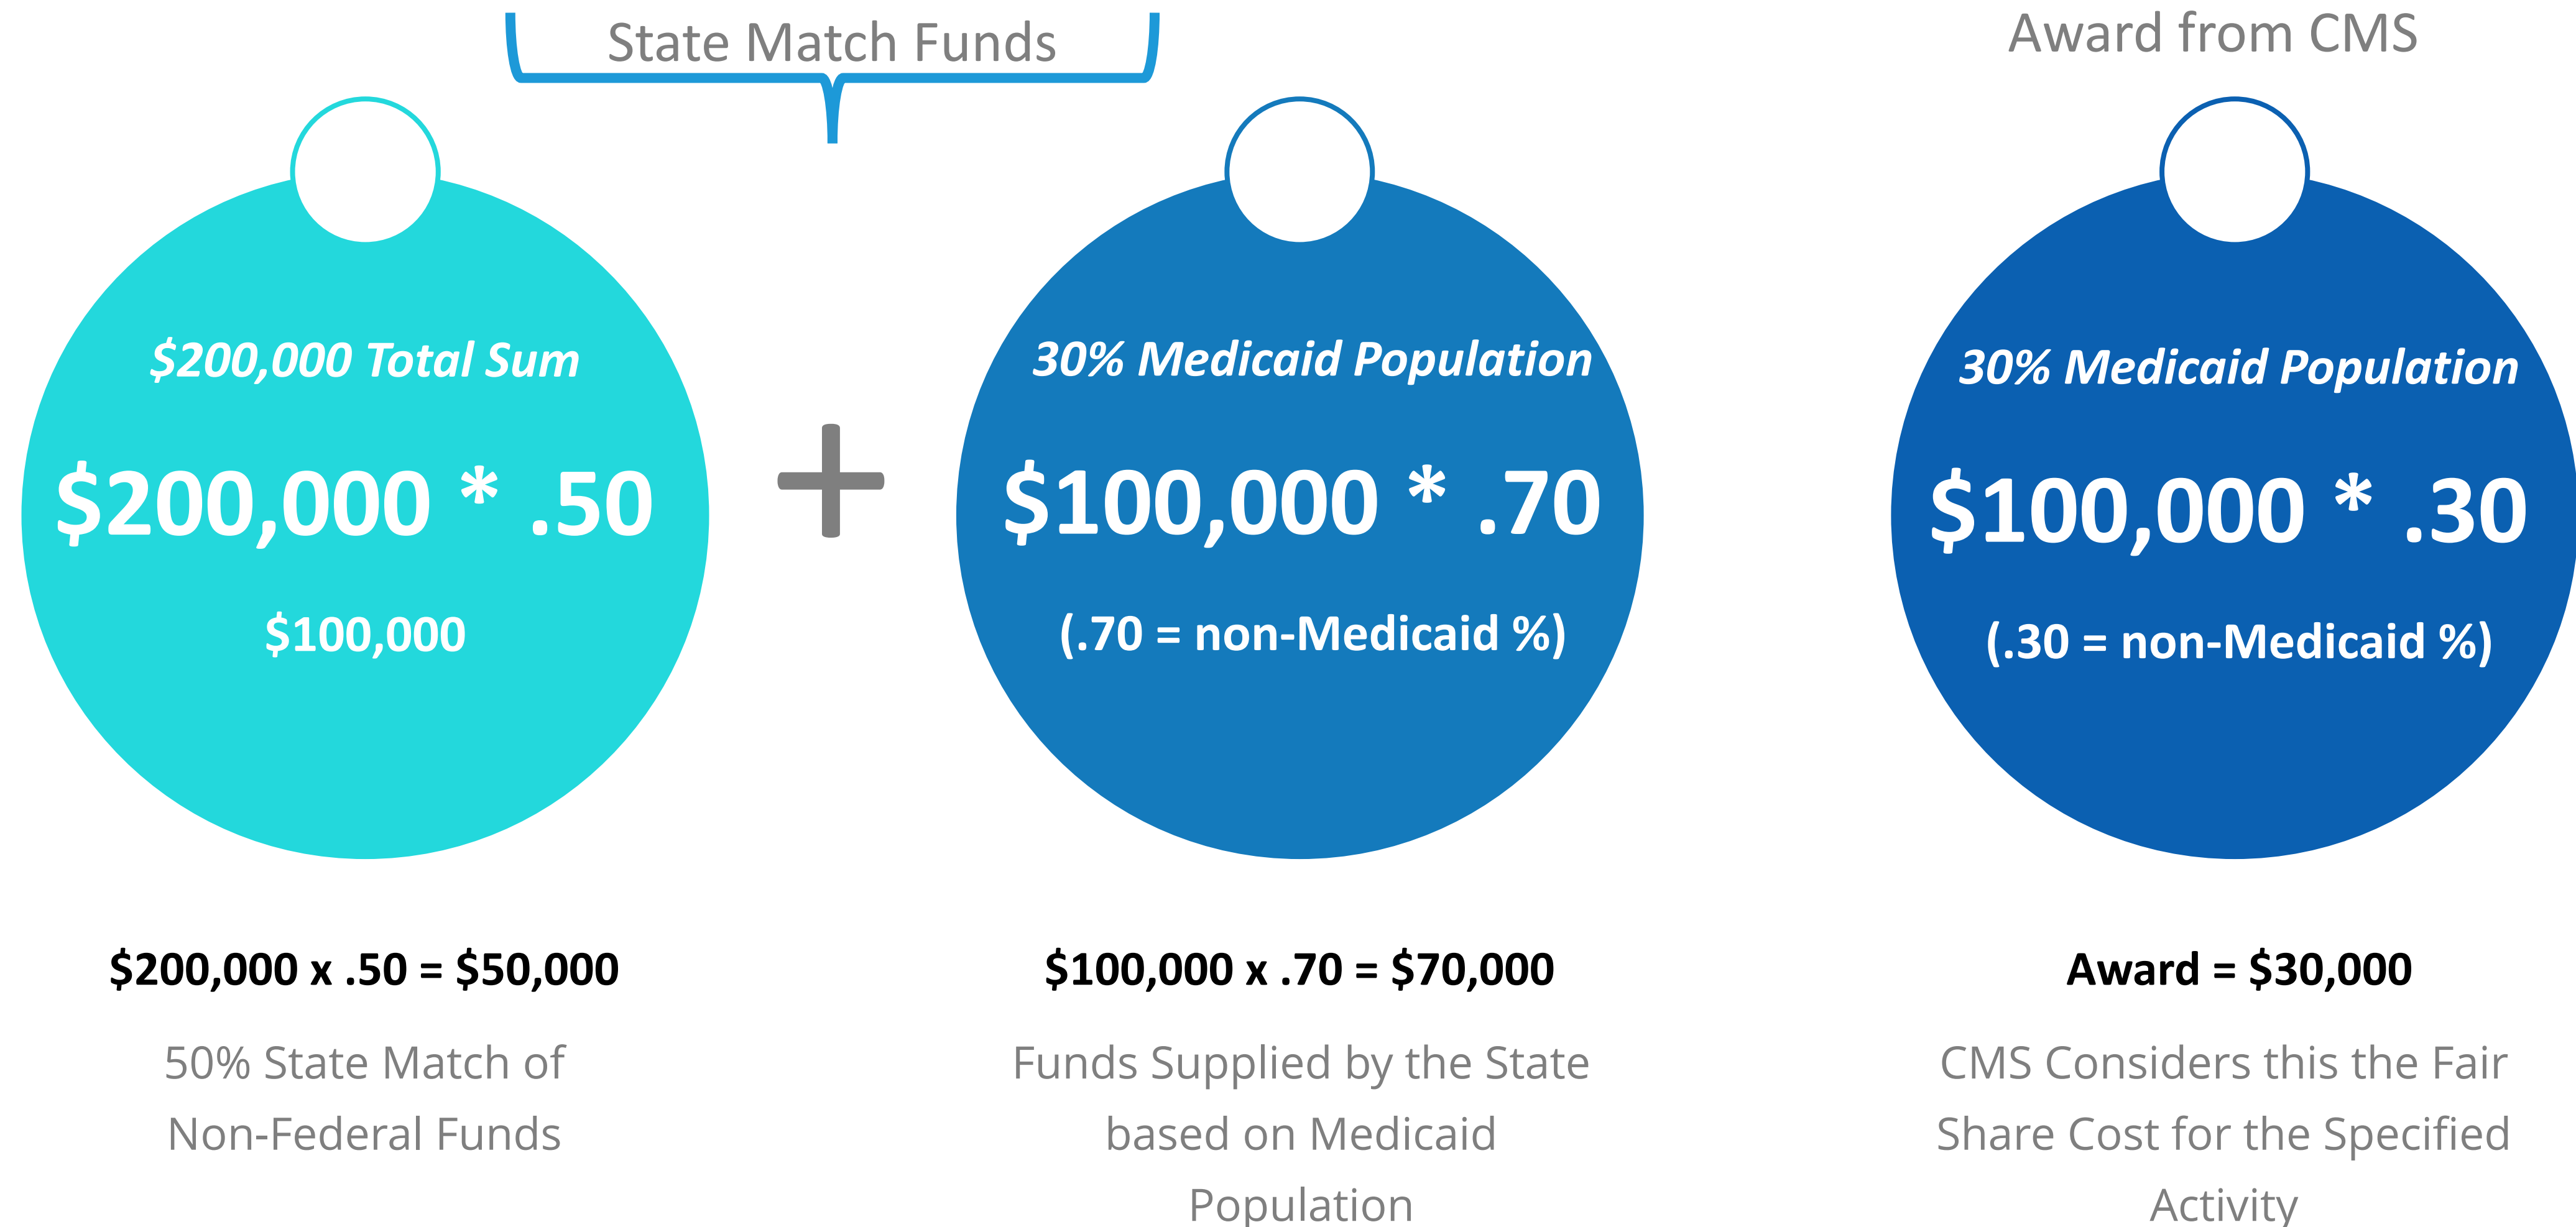 State Match Funds
Award from CMS
$200,000 Total Sum
$200,000 * .50
$100,000
+
30% Medicaid Population
$100,000 * .70
(.70 = non-Medicaid %)
30% Medicaid Population
$100,000 * .30
(.30 = non-Medicaid %)
$200,000 x .50 = $50,000
50% State Match of
Non-Federal Funds
$100,000 x .70 = $70,000
Funds Supplied by the State
based on Medicaid
Population
Award = $30,000
CMS Considers this the Fair
Share Cost for the Specified
Activity